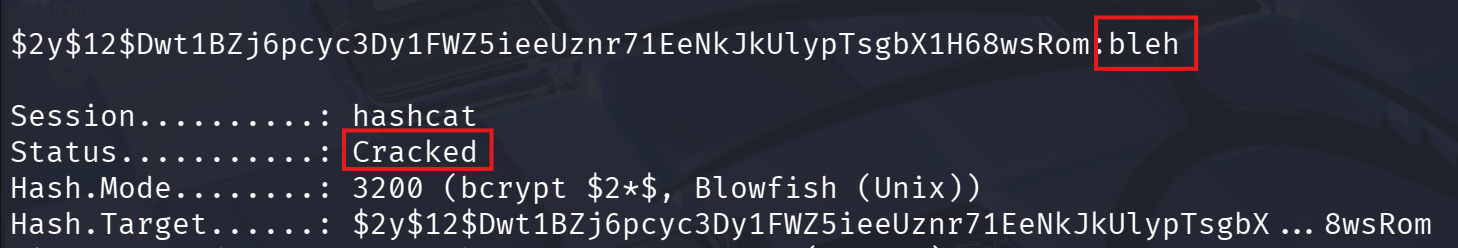 $2y$12$Dwt1BZj6pcyc3Dy1FWZ5ieeUznr71EeNkJkUlypTsgbX1H68wsRom:bleh
Session..........: hashcat
Status...........: Cracked
Hash.Mode........: 3200 (bcrypt $2*$, Blowfish (Unix))
Hash.Target......: $2y$12$Dwt1BZj6pcyc3Dy1FWZ5ieeUznr71EeNkJkUlypTsgbX...8wsRom